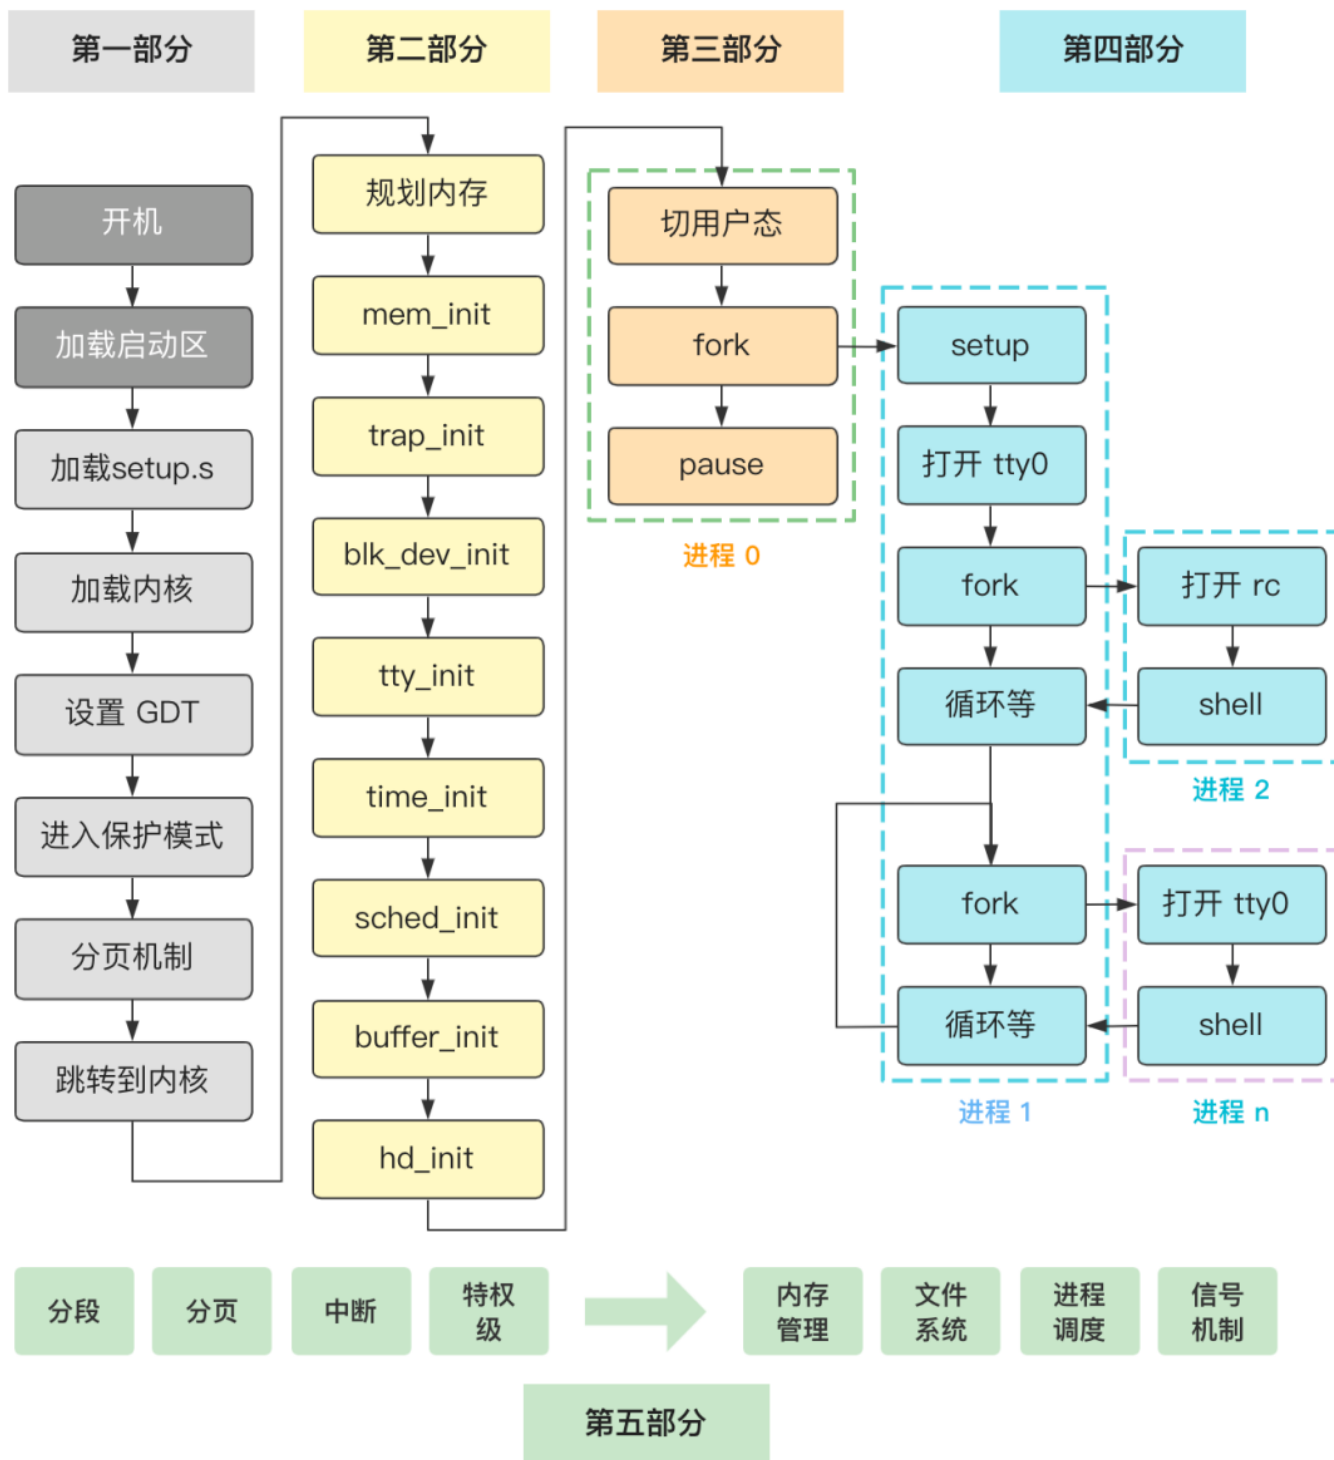 第一部分
第二部分
第三部分
第四部分
开机
加载启动区
加载setup.s
加载内核
设置 GDT
进入保护模式
分页机制
跳转到内核
规划内存
mem_init
trap_init
blk_dev_init
tty_init
time_init
sched_init
buffer_init
hd_init
切用户态
fork
pause
进程 0
setup
打开 tty0
fork
循环等
fork
循环等
进程 1
打开 rc
shell
进程 2
打开 tty0
shell
进程 n
分段
分页
中断
特权
级
内存
管理
文件
系统
进程
调度
信号
机制
第五部分